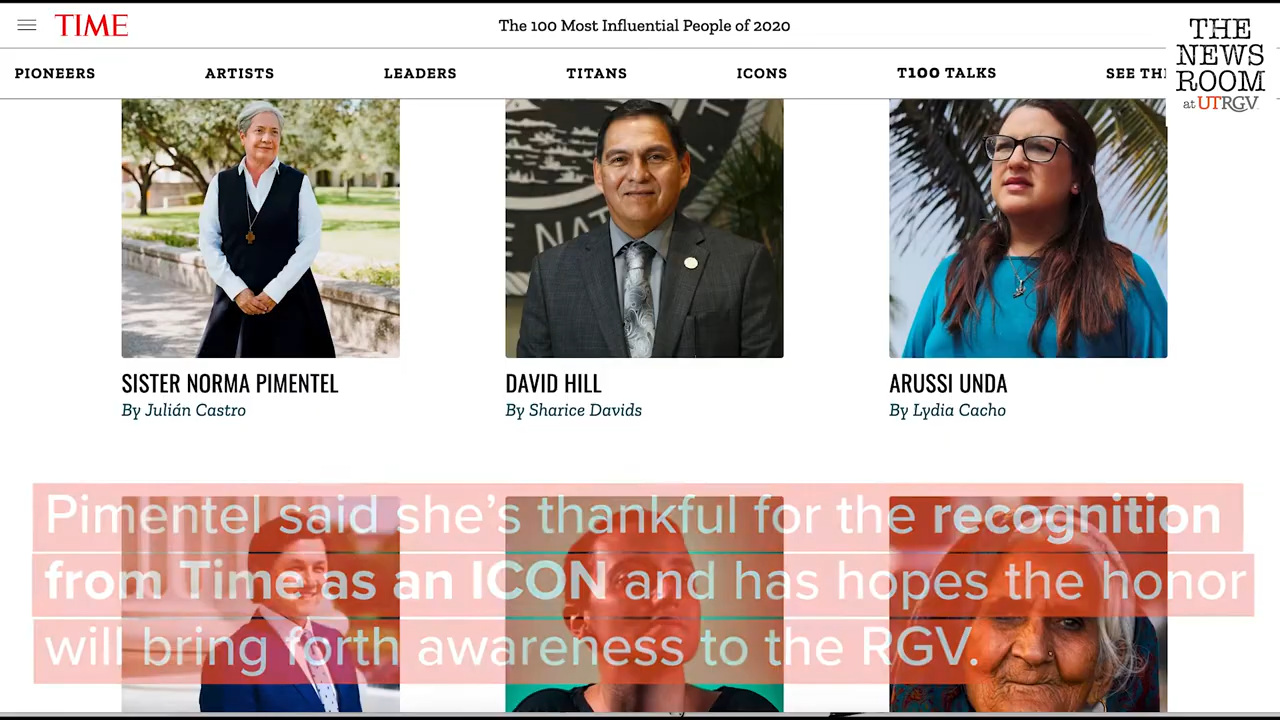 TIME
The 100 Most Influential People of 2020
THE
NEWS
ROOM
at UTRGV
PIONEERS
ARTISTS
LEADERS
TITANS
ICONS
T100 TALKS
SEE THE
NAT
SISTER NORMA PIMENTEL
By Julián Castro
DAVID HILL
By Sharice Davids
ARUSSI UNDA
By Lydia Cacho
Pimentel said she's thankful for the recognition
from Time as an ICON and has hopes the honor
will bring forth awareness to the RGV.